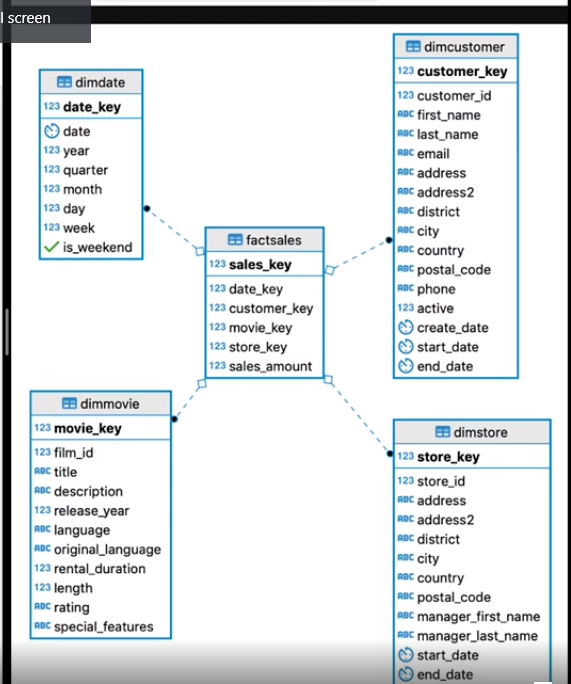 l screen
dimdate
123 date_key
date
123 year
123 quarter
123 month
123 day
123 week
is_weekend
dimcustomer
123 customer_key
123 customer_id
ABC first_name
ABC last_name
ABC email
ABC address
ABC address2
ABC district
ABC city
ABC country
ABC postal_code
ABC phone
123 active
create_date
start_date
end_date
factsales
123 sales_key
123 date_key
123 customer_key
123 movie_key
123 store_key
123 sales_amount
dimmovie
123 movie_key
123 film_id
ABC title
ABC description
123 release_year
ABC language
ABC original_language
123 rental_duration
123 length
ABC rating
ABC special_features
dimstore
123 store_key
123 store_id
ABC address
ABC address2
ABC district
ABC city
ABC country
ABC postal_code
ABC manager_first_name
ABC manager_last_name
start_date
end_date